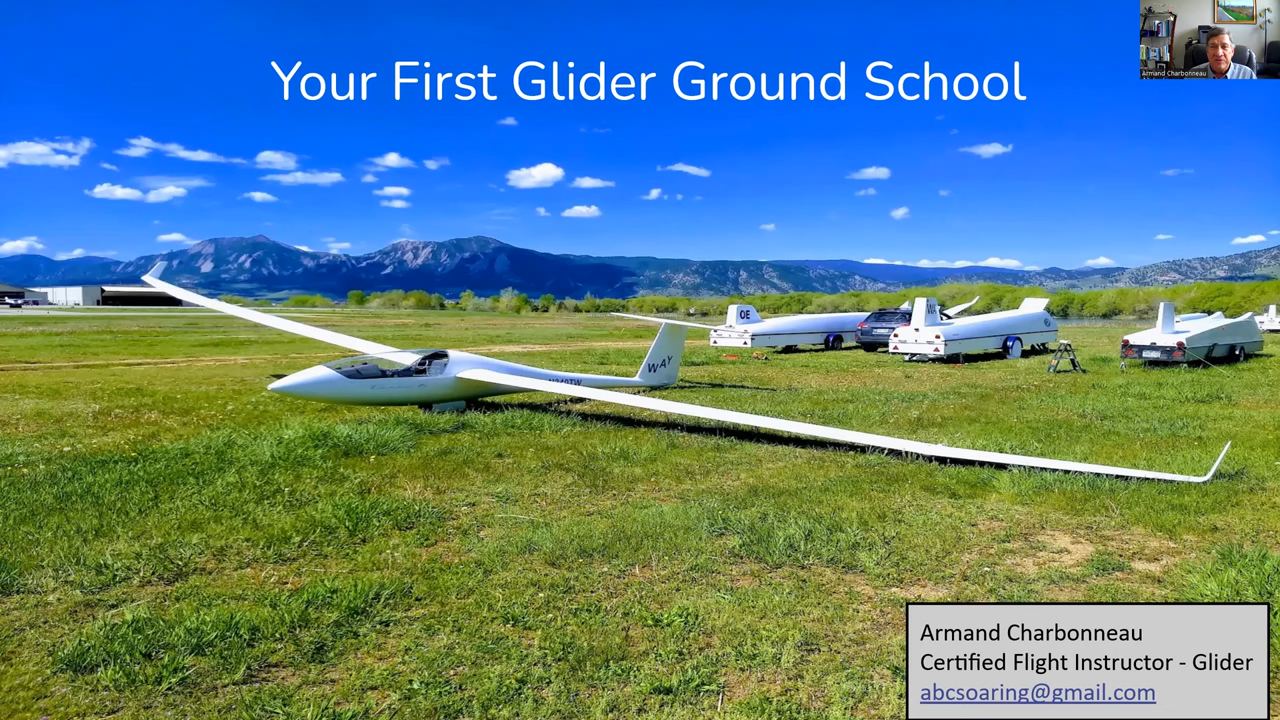 Your First Glider Ground School
Armand Charbonneau
OE
WAY
Armand Charbonneau
Certified Flight Instructor - Glider
abcsoaring@gmail.com